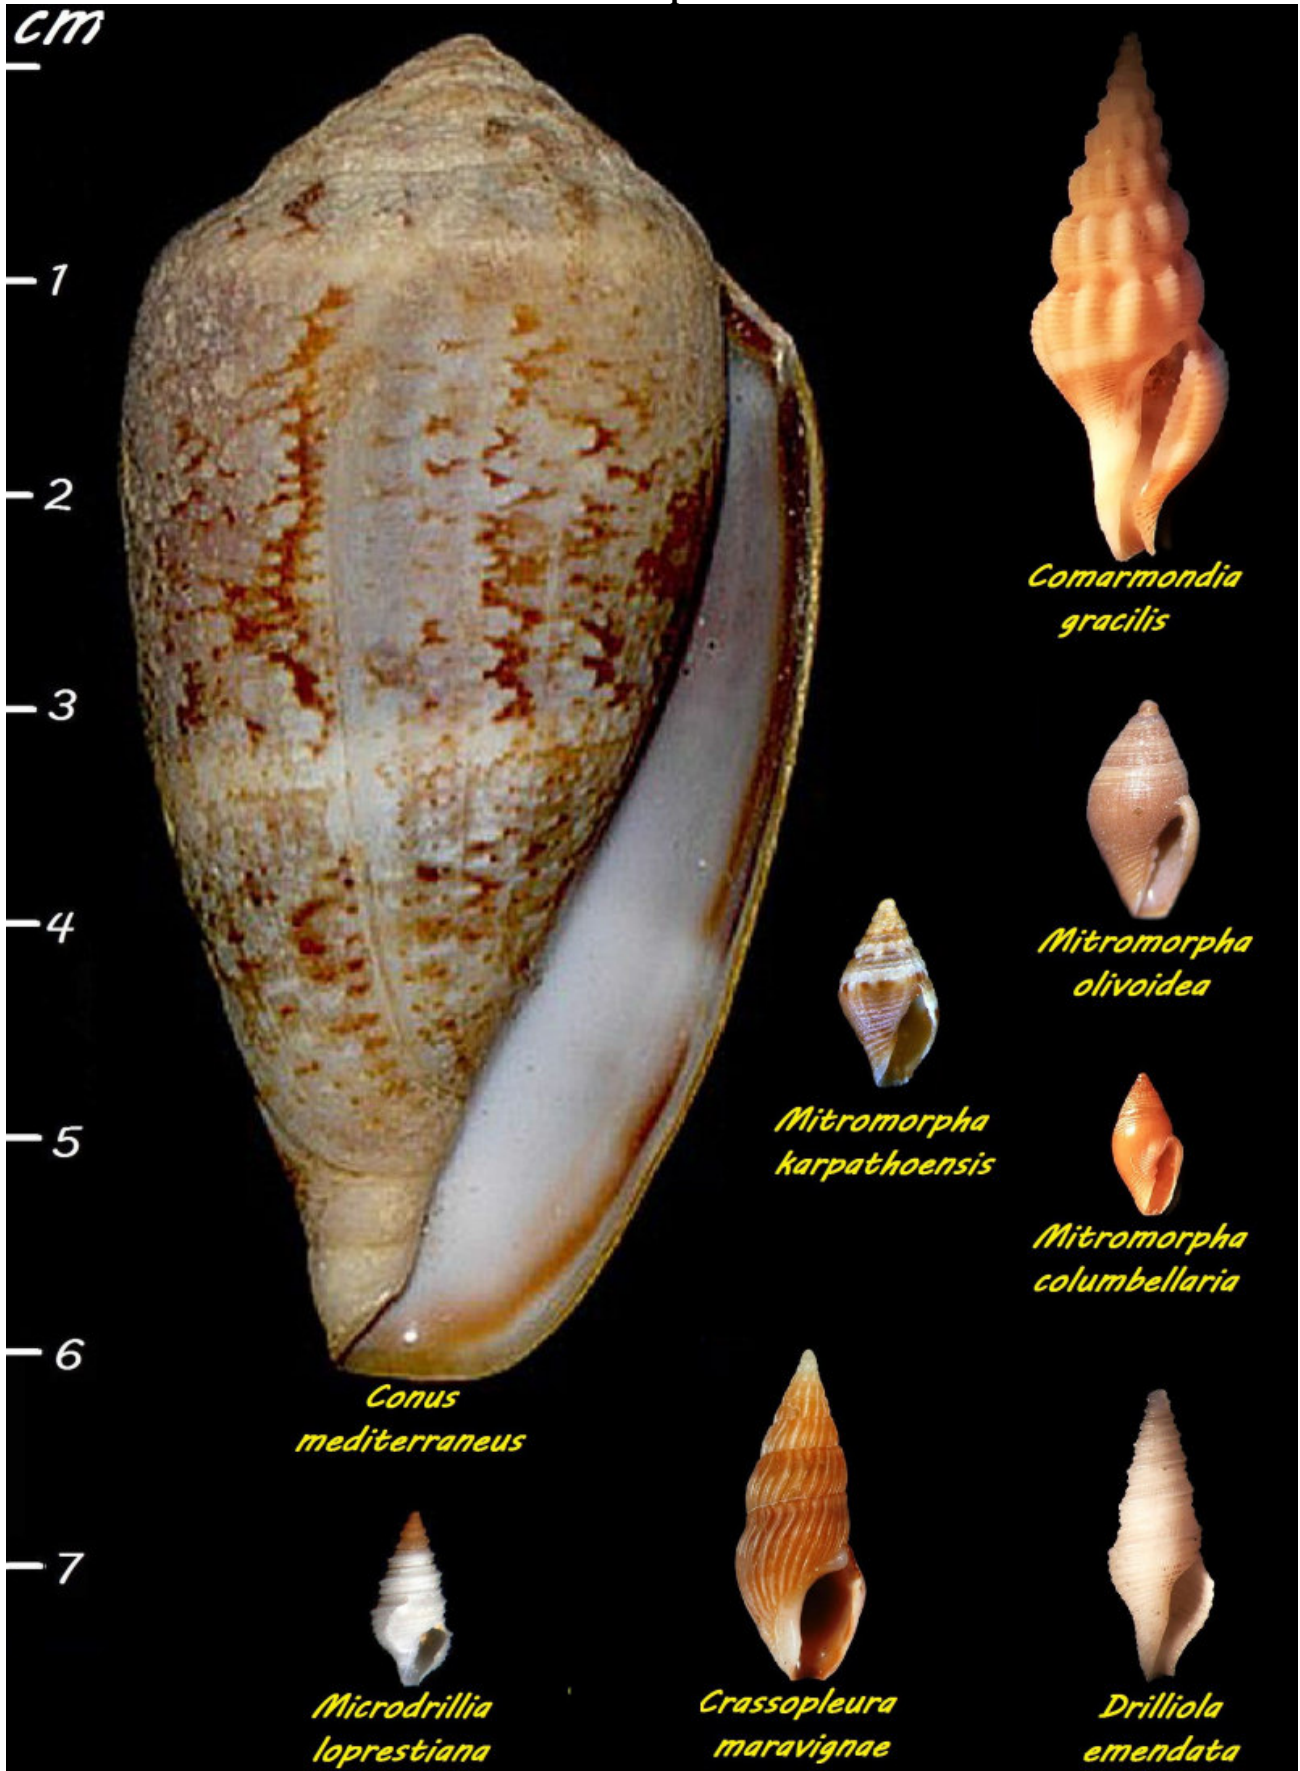 cm
1
2
3
4
5
6
7
Comarmondia
gracilis
Mitromorpha
olivoidea
Mitromorpha
karpathoensis
Mitromorpha
columbellaria
Conus
mediterraneus
Microdrillia
loprestiana
Crassopleura
maravignae
Drilliola
emendata